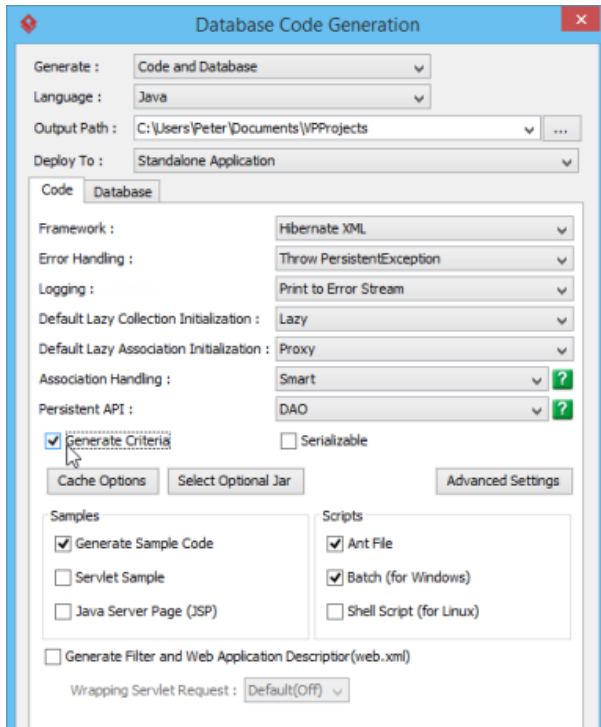 Database Code Generation
Generate : Code and Database
Language : Java
Output Path : C:\Users\Peter\Documents\VPProjects ...
Deploy To : Standalone Application
Code Database
Framework : Hibernate XML
Error Handling : Throw PersistentException
Logging : Print to Error Stream
Default Lazy Collection Initialization : Lazy
Default Lazy Association Initialization : Proxy
Association Handling : Smart ?
Persistent API : DAO ?
Generate Criteria Serializable
Cache Options Select Optional Jar Advanced Settings
Samples Scripts
Generate Sample Code Ant File
Servlet Sample Batch (for Windows)
Java Server Page (JSP) Shell Script (for Linux)
Generate Filter and Web Application Descriptior(web.xml)
Wrapping Servlet Request : Default(Off)